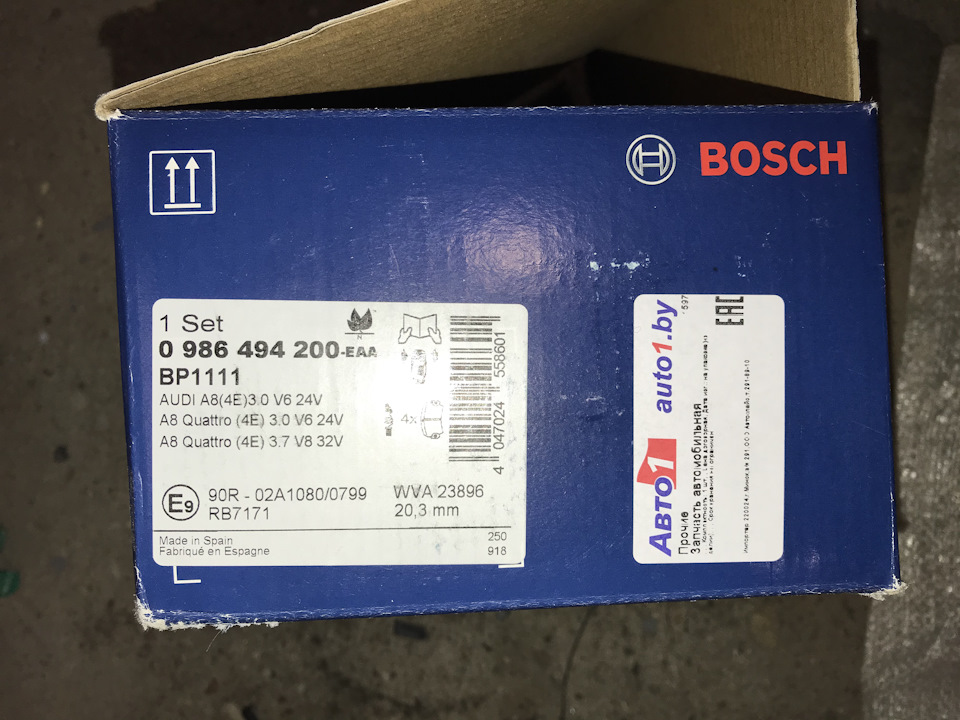 BOSCH
1 Set
0 986 494 200-EAA
BP1111
AUDI A8(4E)3.0 V6 24V
A8 Quattro (4E) 3.0 V6 24V
A8 Quattro (4E) 3.7 V8 32V
4x
4 047024 558601
E9
90R - 02A1080/0799
RB7171
WVA 23896
20,3 mm
Made in Spain
Fabriqué en Espagne
250
918
АВТО1 auto1.by
Прочие
Запчасть автомобильная
597
EAC